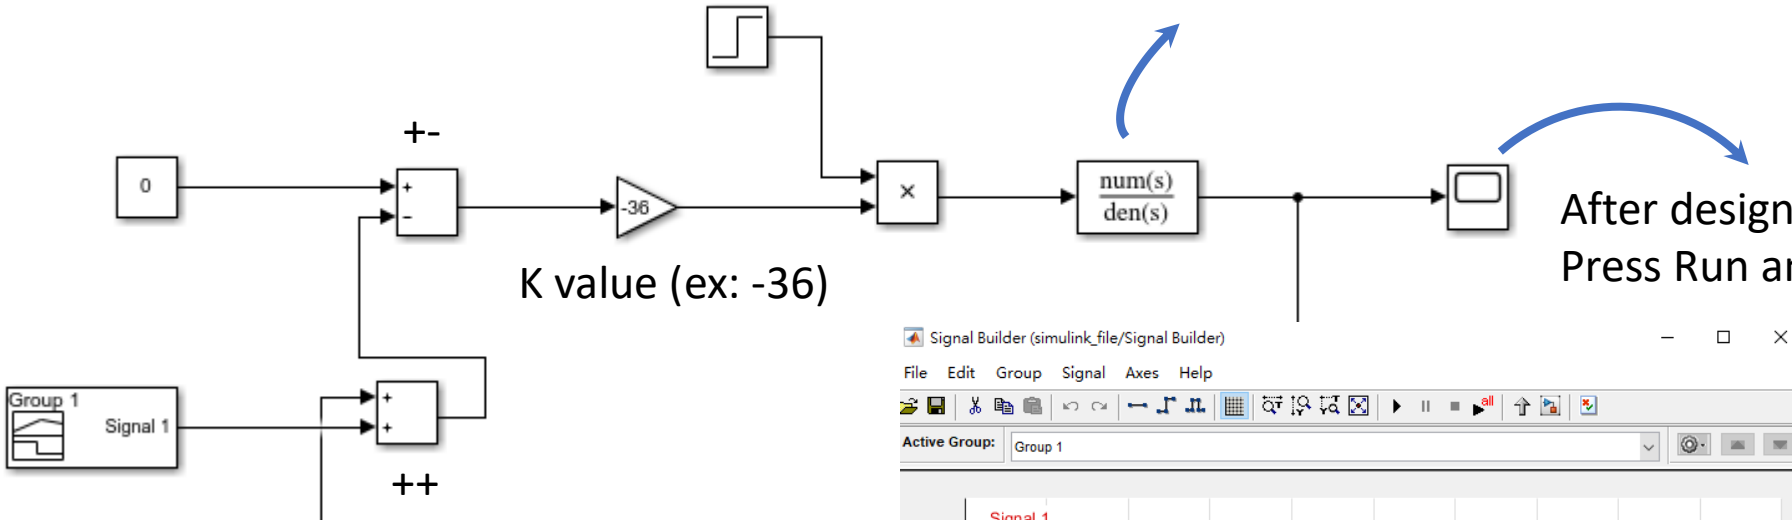 +-
0
+
−
-36
×
num(s)
den(s)
After design
Press Run ar
K value (ex: -36)
Signal Builder (simulink_file/Signal Builder)
File Edit Group Signal Axes Help
all
Active Group: Group 1
Group 1
Signal 1
+
+
++
Signal 1